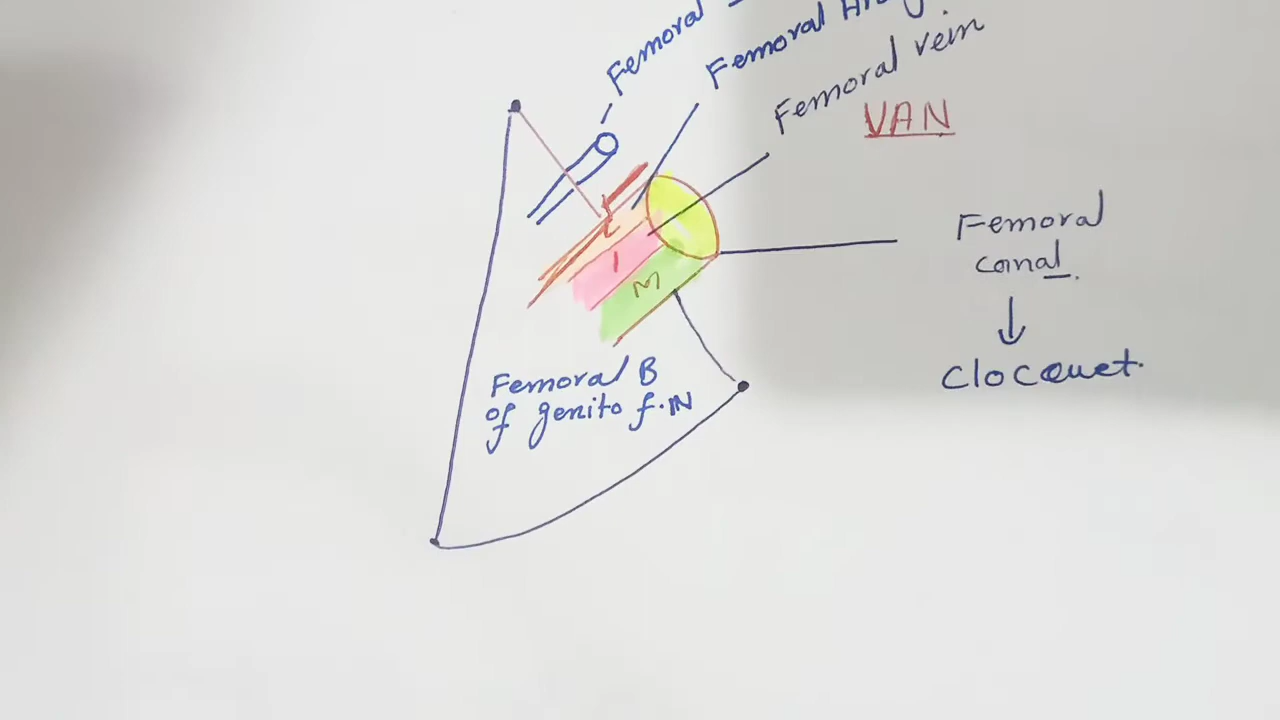 Femoral
Femoral
Femoral vein
VAN
Femoral
canal.
Clocquet.
L
I
M
Femoral B
of genito f.N